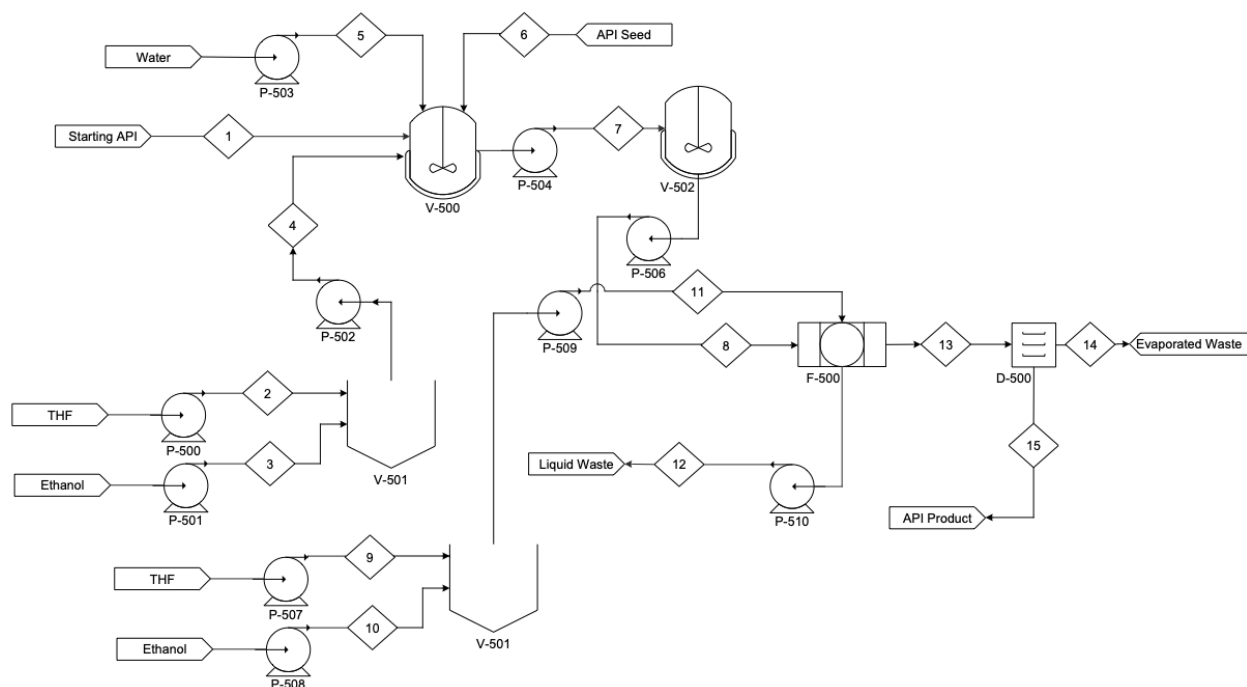 5
6
API Seed
Water
P-503
7
Starting API
1
P-504
V-502
V-500
4
P-506
11
P-502
P-509
8
13
14
Evaporated Waste
F-500
D-500
2
THF
P-500
3
15
Liquid Waste
12
Ethanol
V-501
P-501
P-510
API Product
9
THF
P-507
10
Ethanol
V-501
P-508